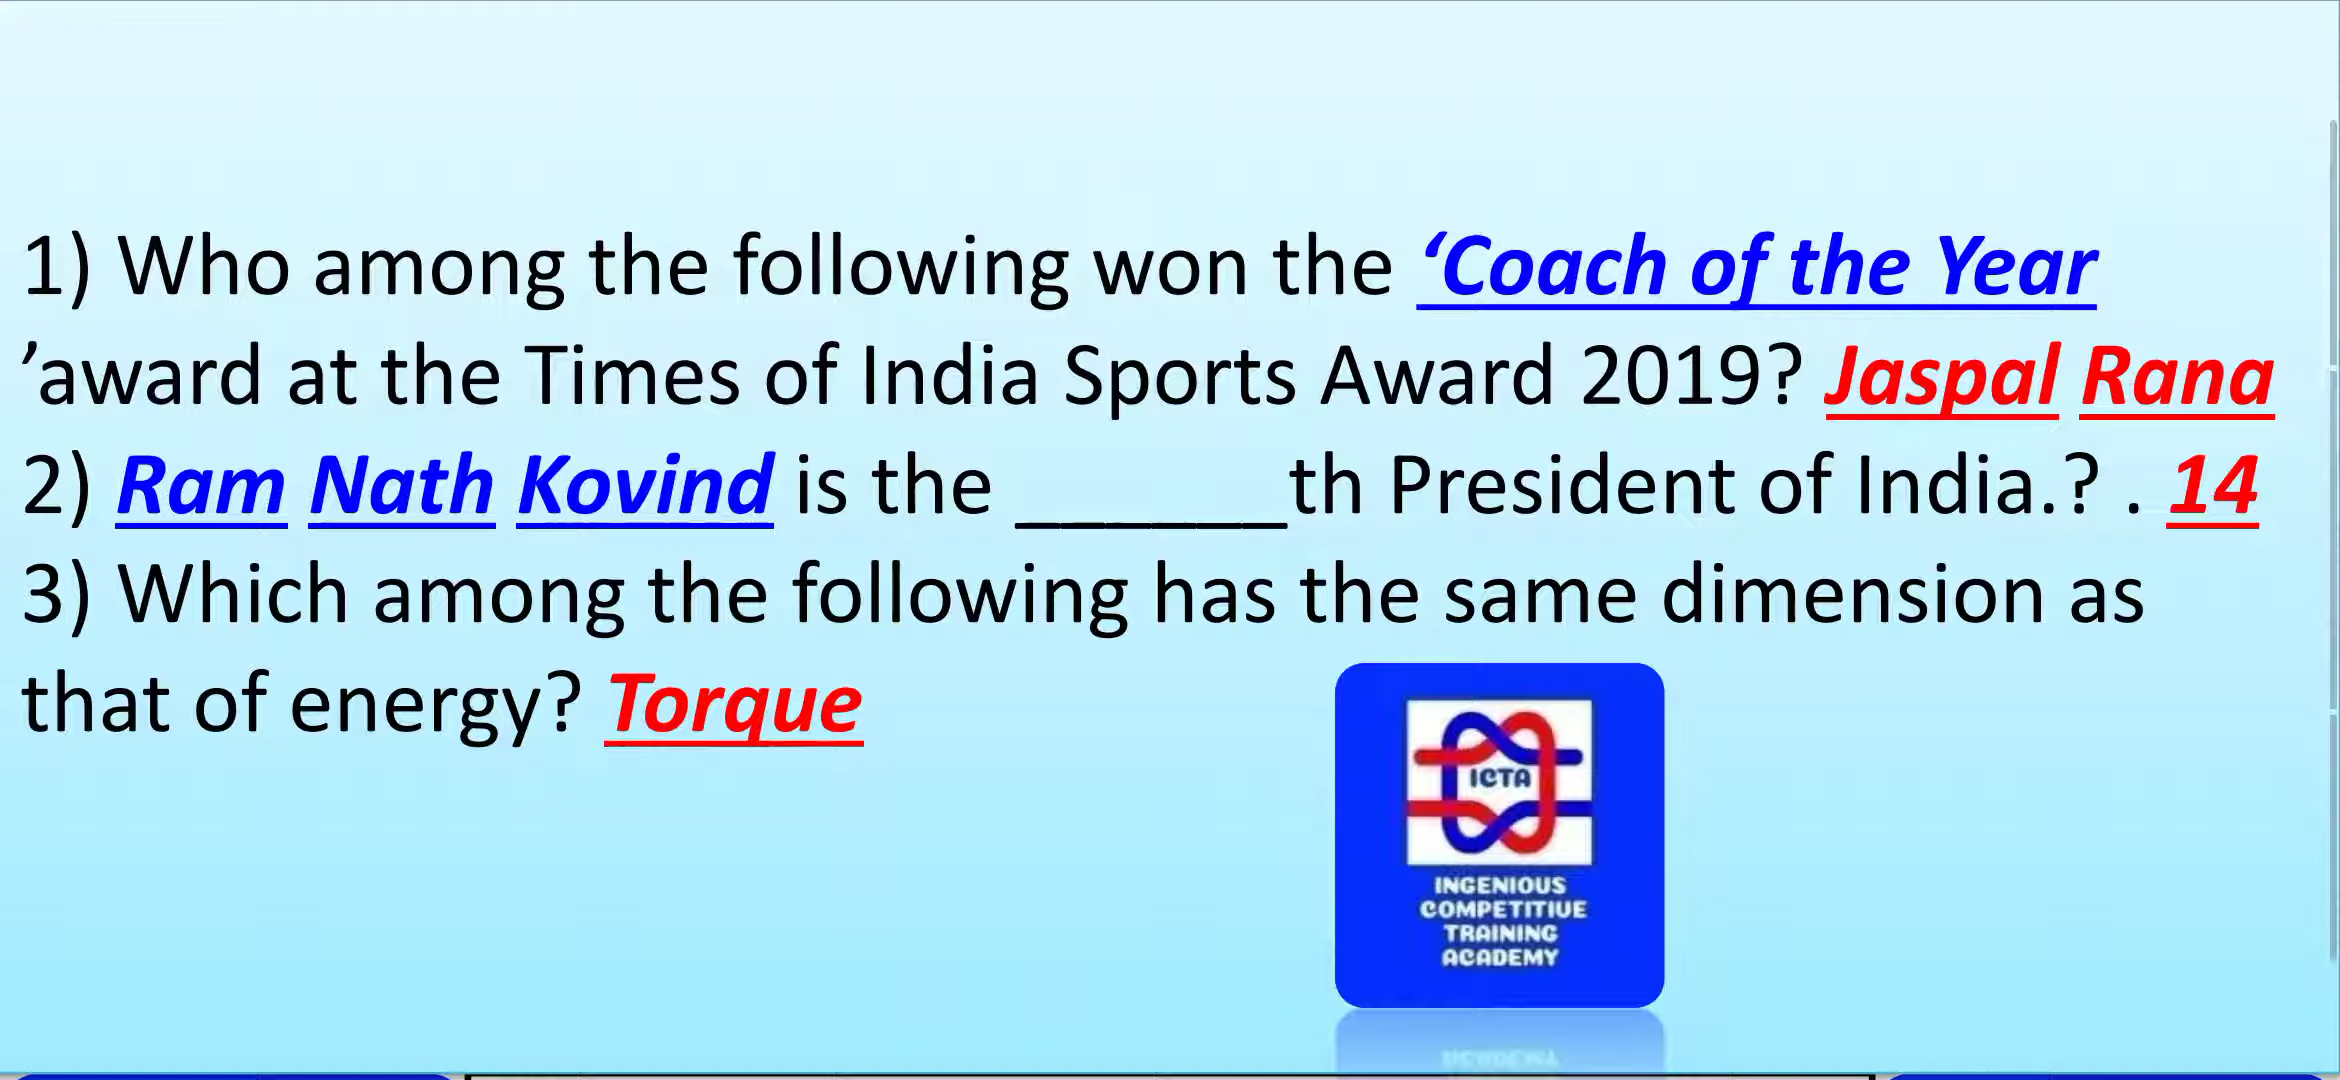 1) Who among the following won the ‘Coach of the Year
’award at the Times of India Sports Award 2019? Jaspal Rana
2) Ram Nath Kovind is the ______th President of India.? . 14
3) Which among the following has the same dimension as
that of energy? Torque
ICTA
INGENIOUS
COMPETITIUE
TRAINING
ACADEMY